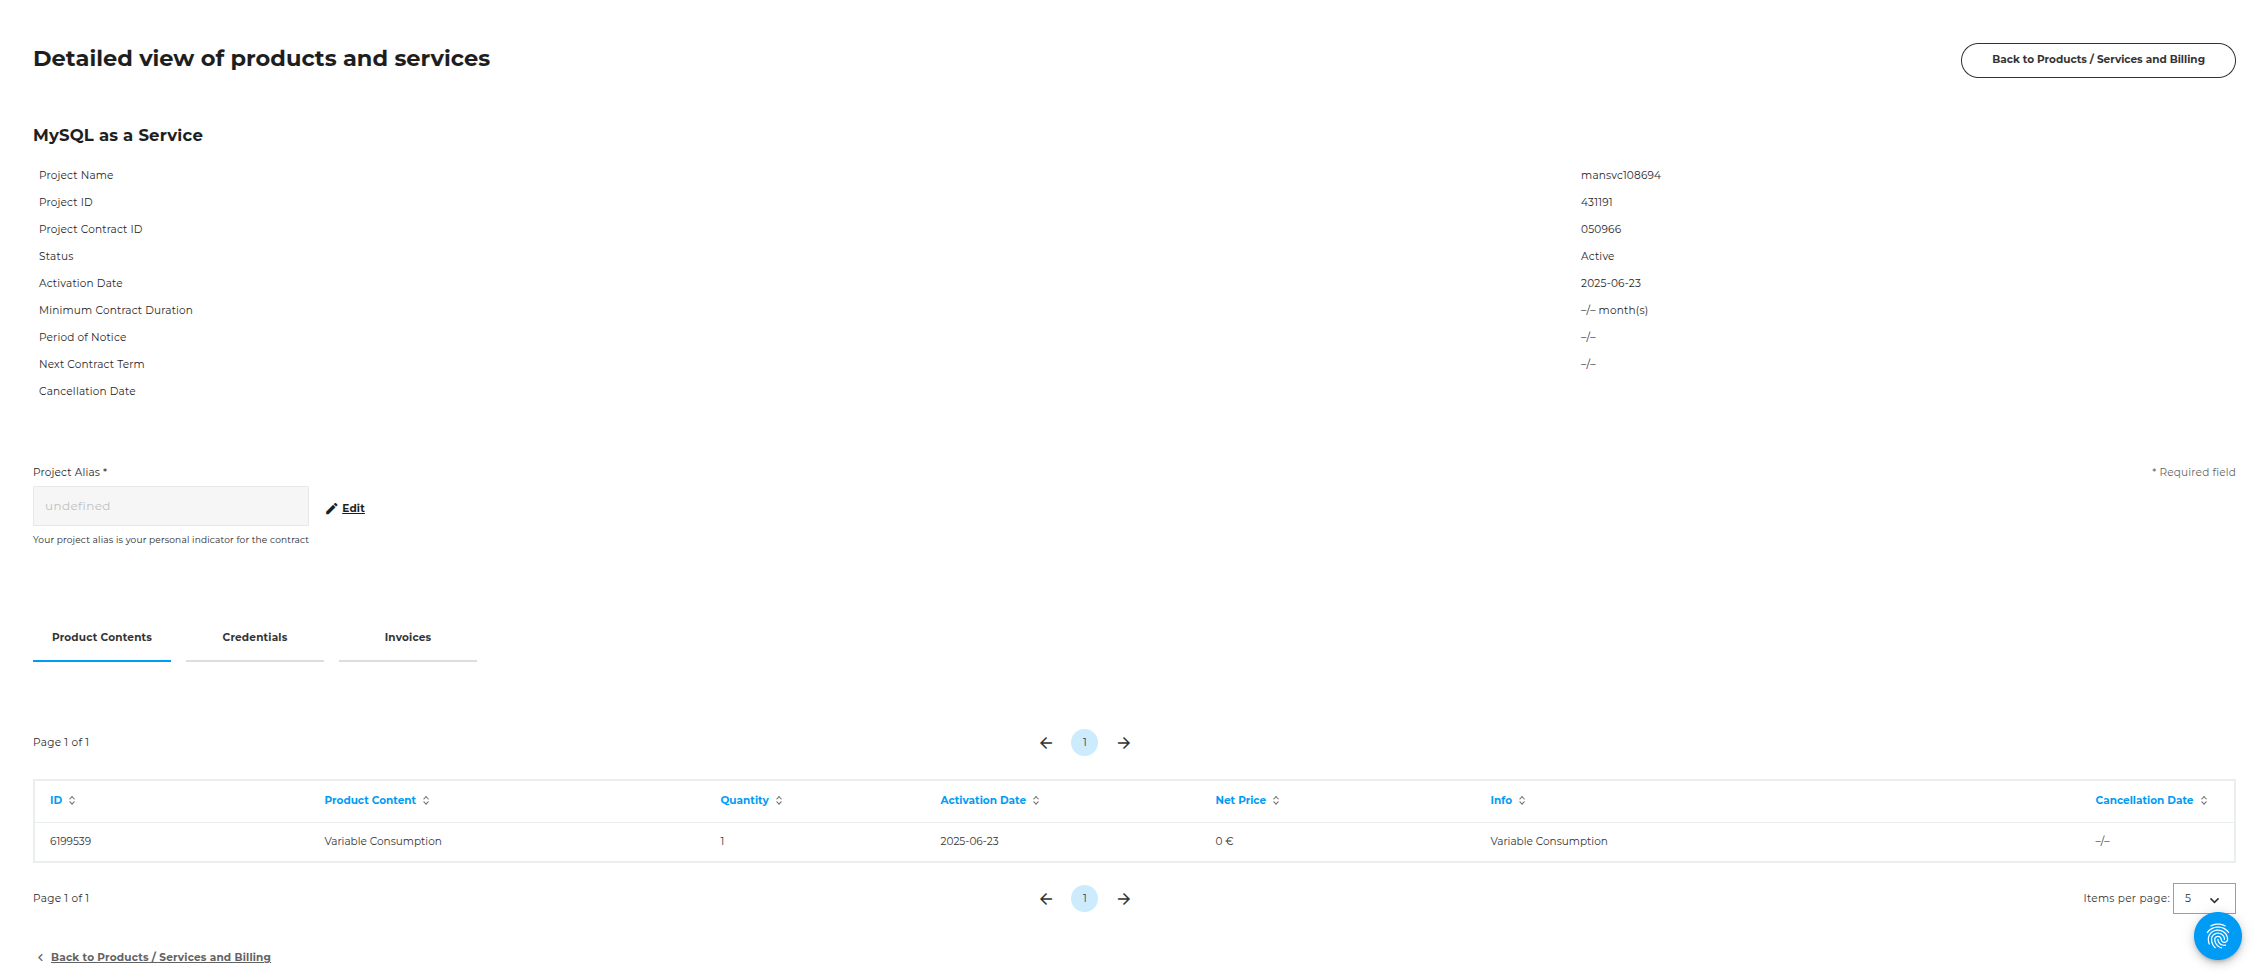 Detailed view of products and services
Back to Products / Services and Billing
MySQL as a Service
Project Name mansvc108694
Project ID 431191
Project Contract ID 050966
Status Active
Activation Date 2025-06-23
Minimum Contract Duration –/– month(s)
Period of Notice –/–
Next Contract Term –/–
Cancellation Date
Project Alias * * Required field
undefined Edit
Your project alias is your personal indicator for the contract
Product Contents Credentials Invoices
Page 1 of 1 1
ID Product Content Quantity Activation Date Net Price Info Cancellation Date
6199539 Variable Consumption 1 2025-06-23 0 € Variable Consumption –/–
Page 1 of 1 1 Items per page: 5
Back to Products / Services and Billing